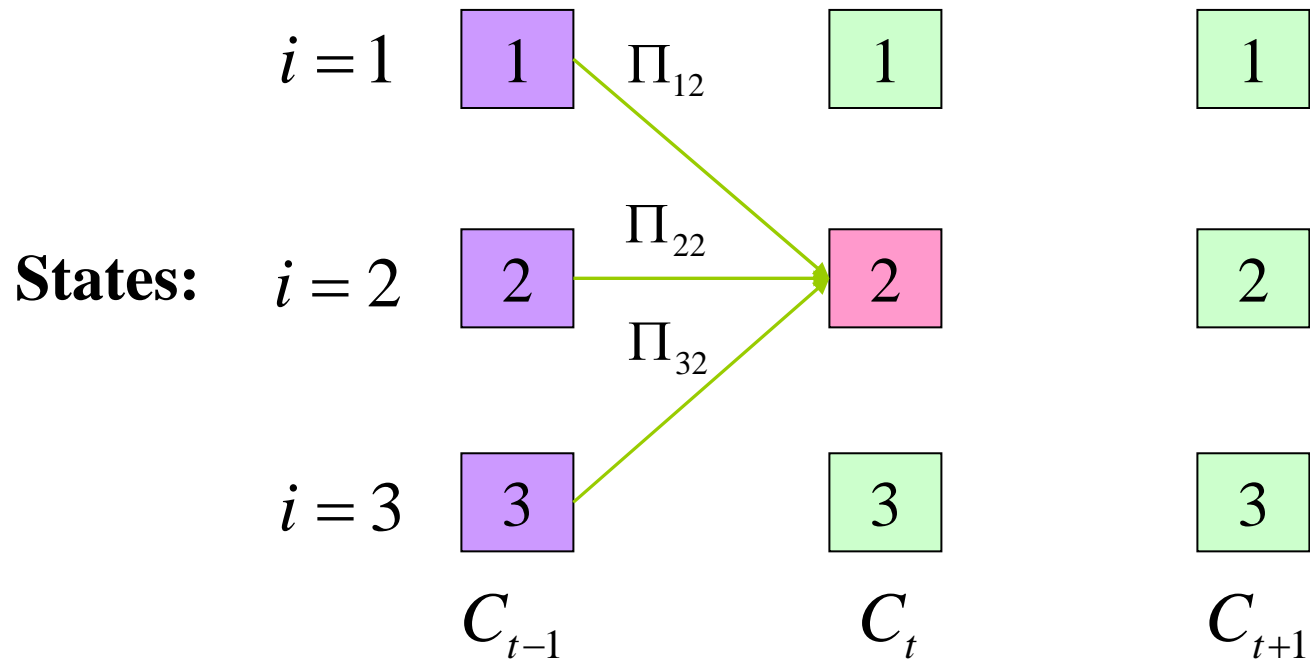 i = 1 1 Π₁₂ 1 1
Π₂₂
States: i = 2 2 2 2
Π₃₂
i = 3 3 3 3
Cₜ₋₁ Cₜ Cₜ₊₁